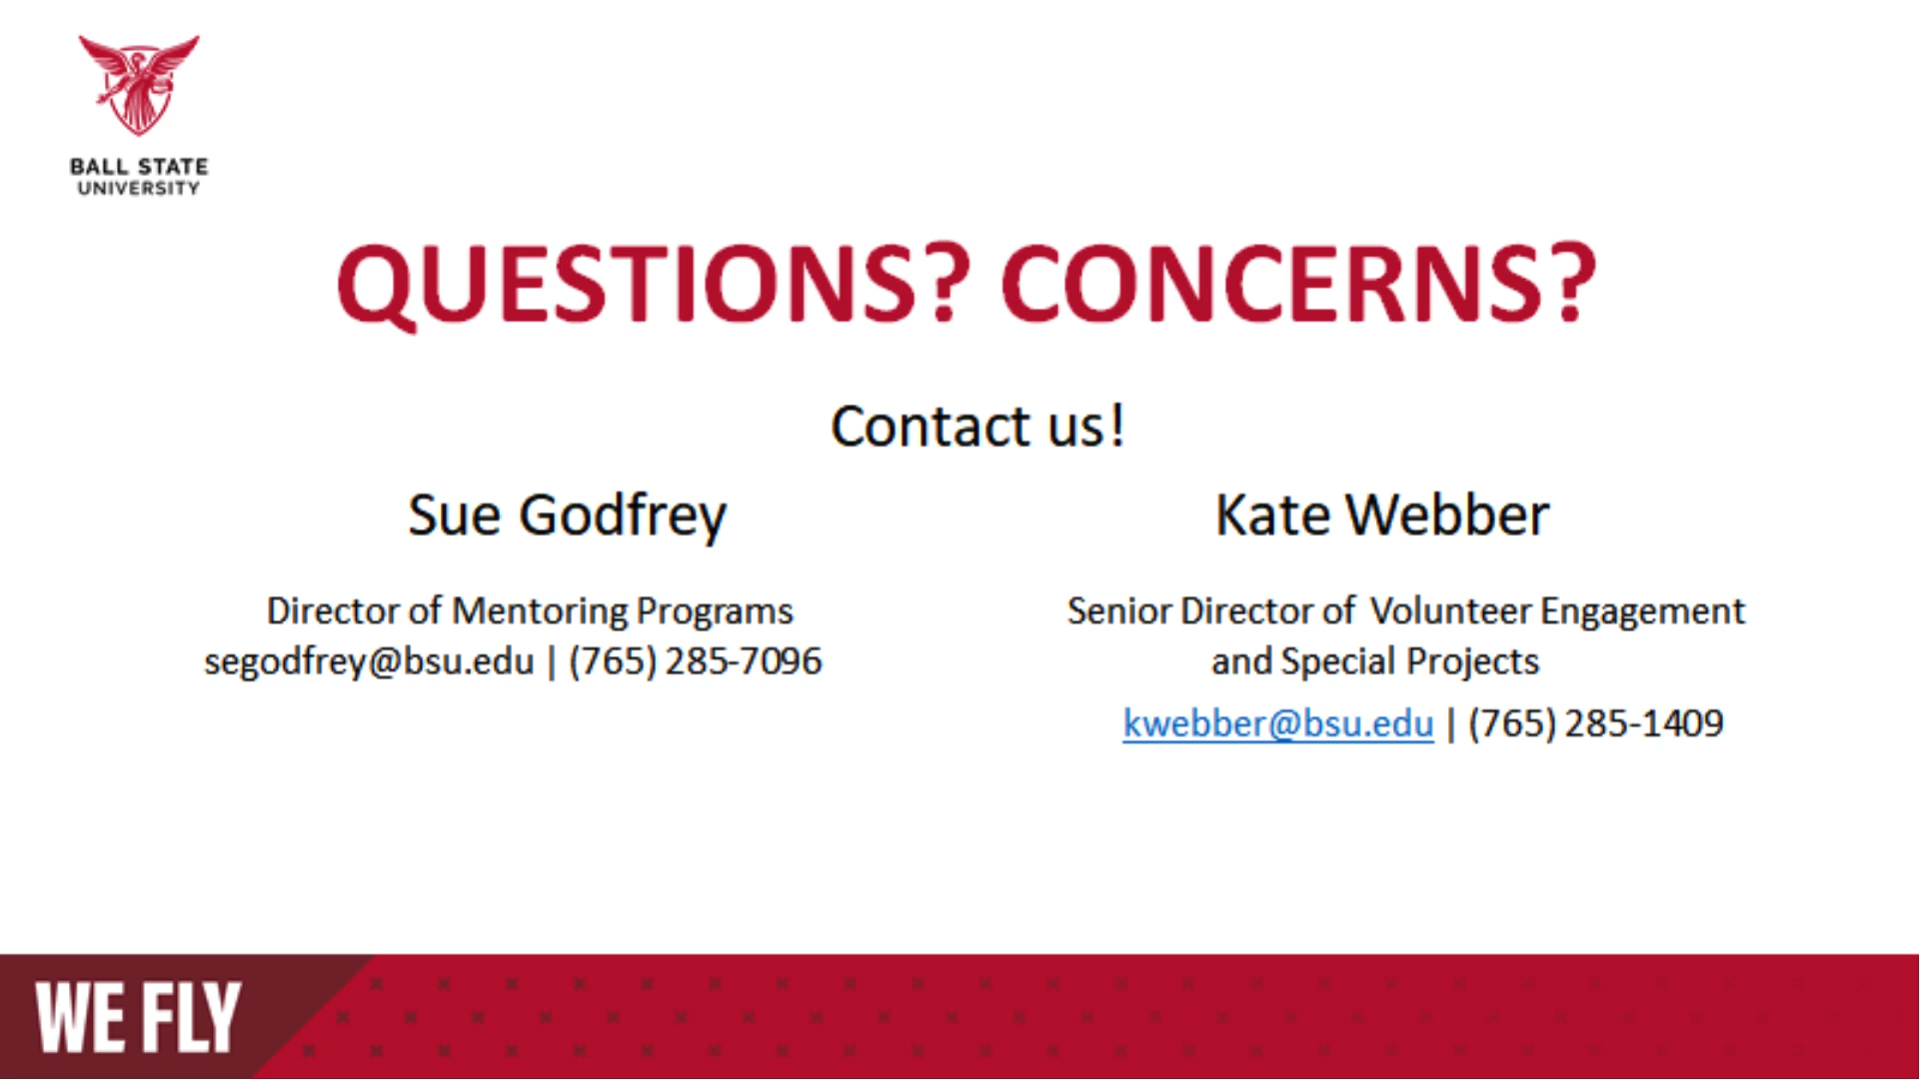 BALL STATE
UNIVERSITY
QUESTIONS? CONCERNS?
Contact us!
Sue Godfrey
Director of Mentoring Programs
segodfrey@bsu.edu | (765) 285-7096
Kate Webber
Senior Director of Volunteer Engagement
and Special Projects
kwebber@bsu.edu | (765) 285-1409
WE FLY